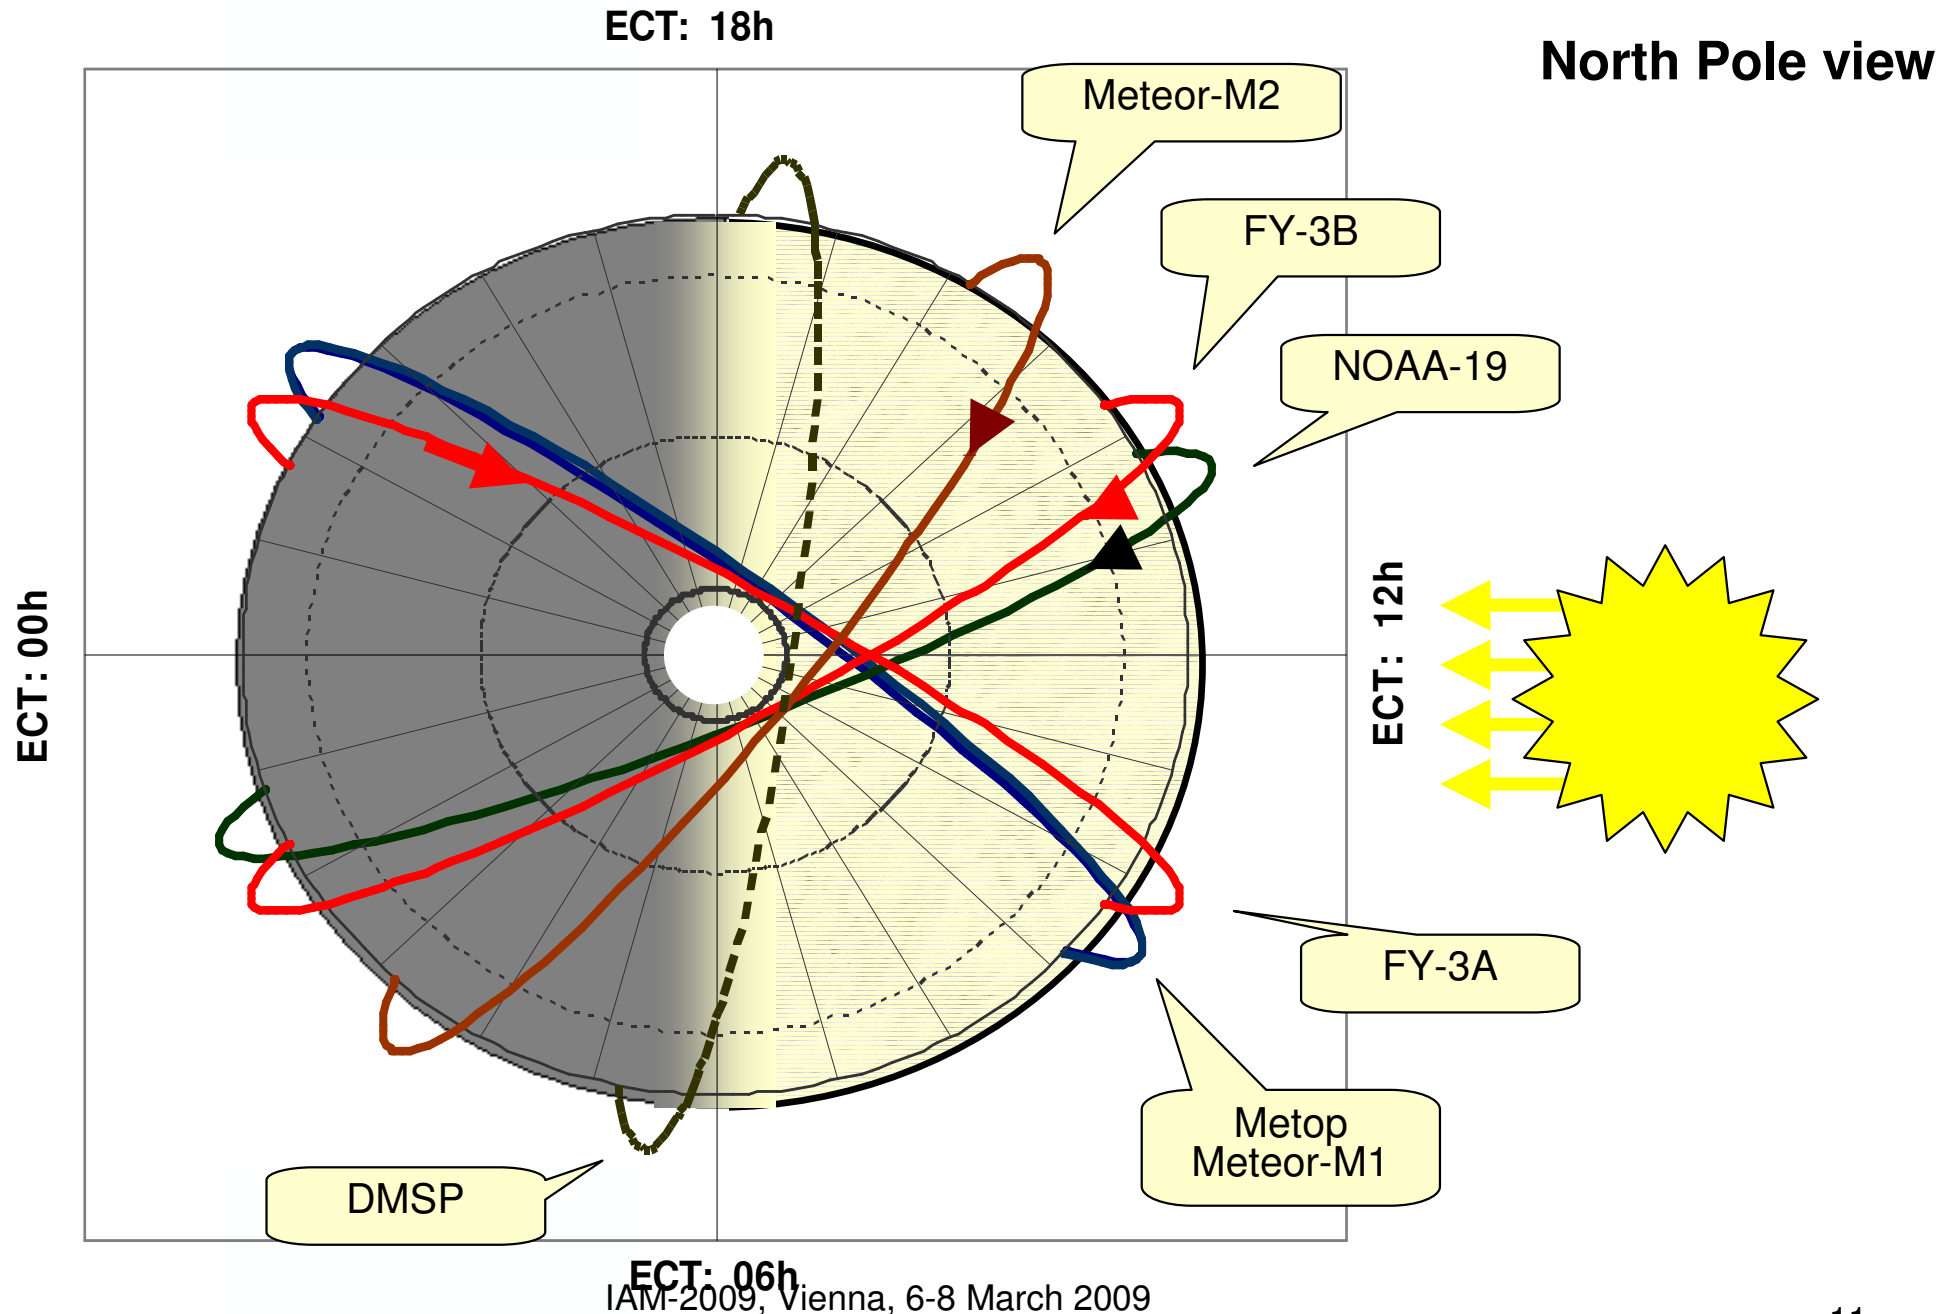 ECT: 18h
North Pole view
Meteor-M2
FY-3B
NOAA-19
ECT: 00h
ECT: 12h
FY-3A
Metop
Meteor-M1
DMSP
ECT: 06h
IAM-2009, Vienna, 6-8 March 2009